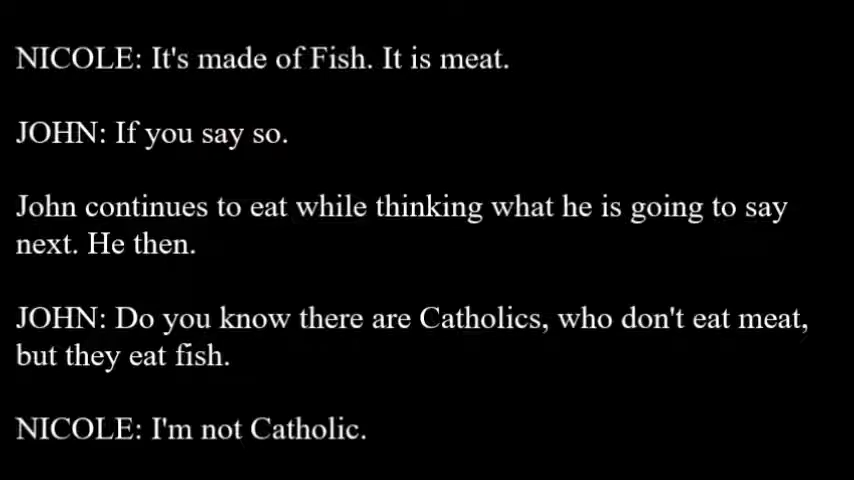 NICOLE: It's made of Fish. It is meat.
JOHN: If you say so.
John continues to eat while thinking what he is going to say
next. He then.
JOHN: Do you know there are Catholics, who don't eat meat,
but they eat fish.
NICOLE: I'm not Catholic.